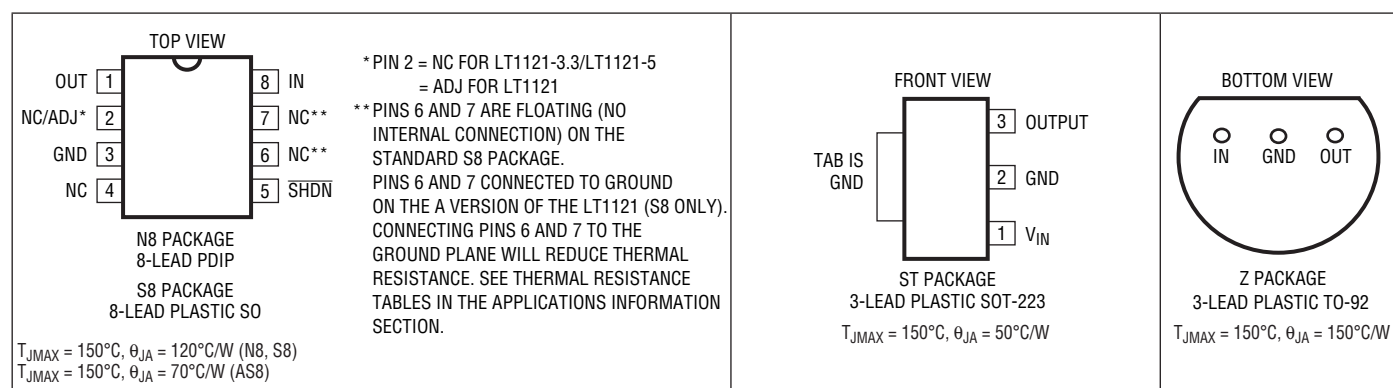 TOP VIEW
OUT 1
8 IN
NC/ADJ* 2
7 NC**
GND 3
6 NC**
NC 4
5 S̅H̅D̅N̅
N8 PACKAGE
8-LEAD PDIP
S8 PACKAGE
8-LEAD PLASTIC SO
TJMAX = 150°C, θJA = 120°C/W (N8, S8)
TJMAX = 150°C, θJA = 70°C/W (AS8)
*PIN 2 = NC FOR LT1121-3.3/LT1121-5
= ADJ FOR LT1121
**PINS 6 AND 7 ARE FLOATING (NO
INTERNAL CONNECTION) ON THE
STANDARD S8 PACKAGE.
PINS 6 AND 7 CONNECTED TO GROUND
ON THE A VERSION OF THE LT1121 (S8 ONLY).
CONNECTING PINS 6 AND 7 TO THE
GROUND PLANE WILL REDUCE THERMAL
RESISTANCE. SEE THERMAL RESISTANCE
TABLES IN THE APPLICATIONS INFORMATION
SECTION.
FRONT VIEW
3 OUTPUT
TAB IS
GND
2 GND
1 VIN
ST PACKAGE
3-LEAD PLASTIC SOT-223
TJMAX = 150°C, θJA = 50°C/W
BOTTOM VIEW
IN GND OUT
Z PACKAGE
3-LEAD PLASTIC TO-92
TJMAX = 150°C, θJA = 150°C/W